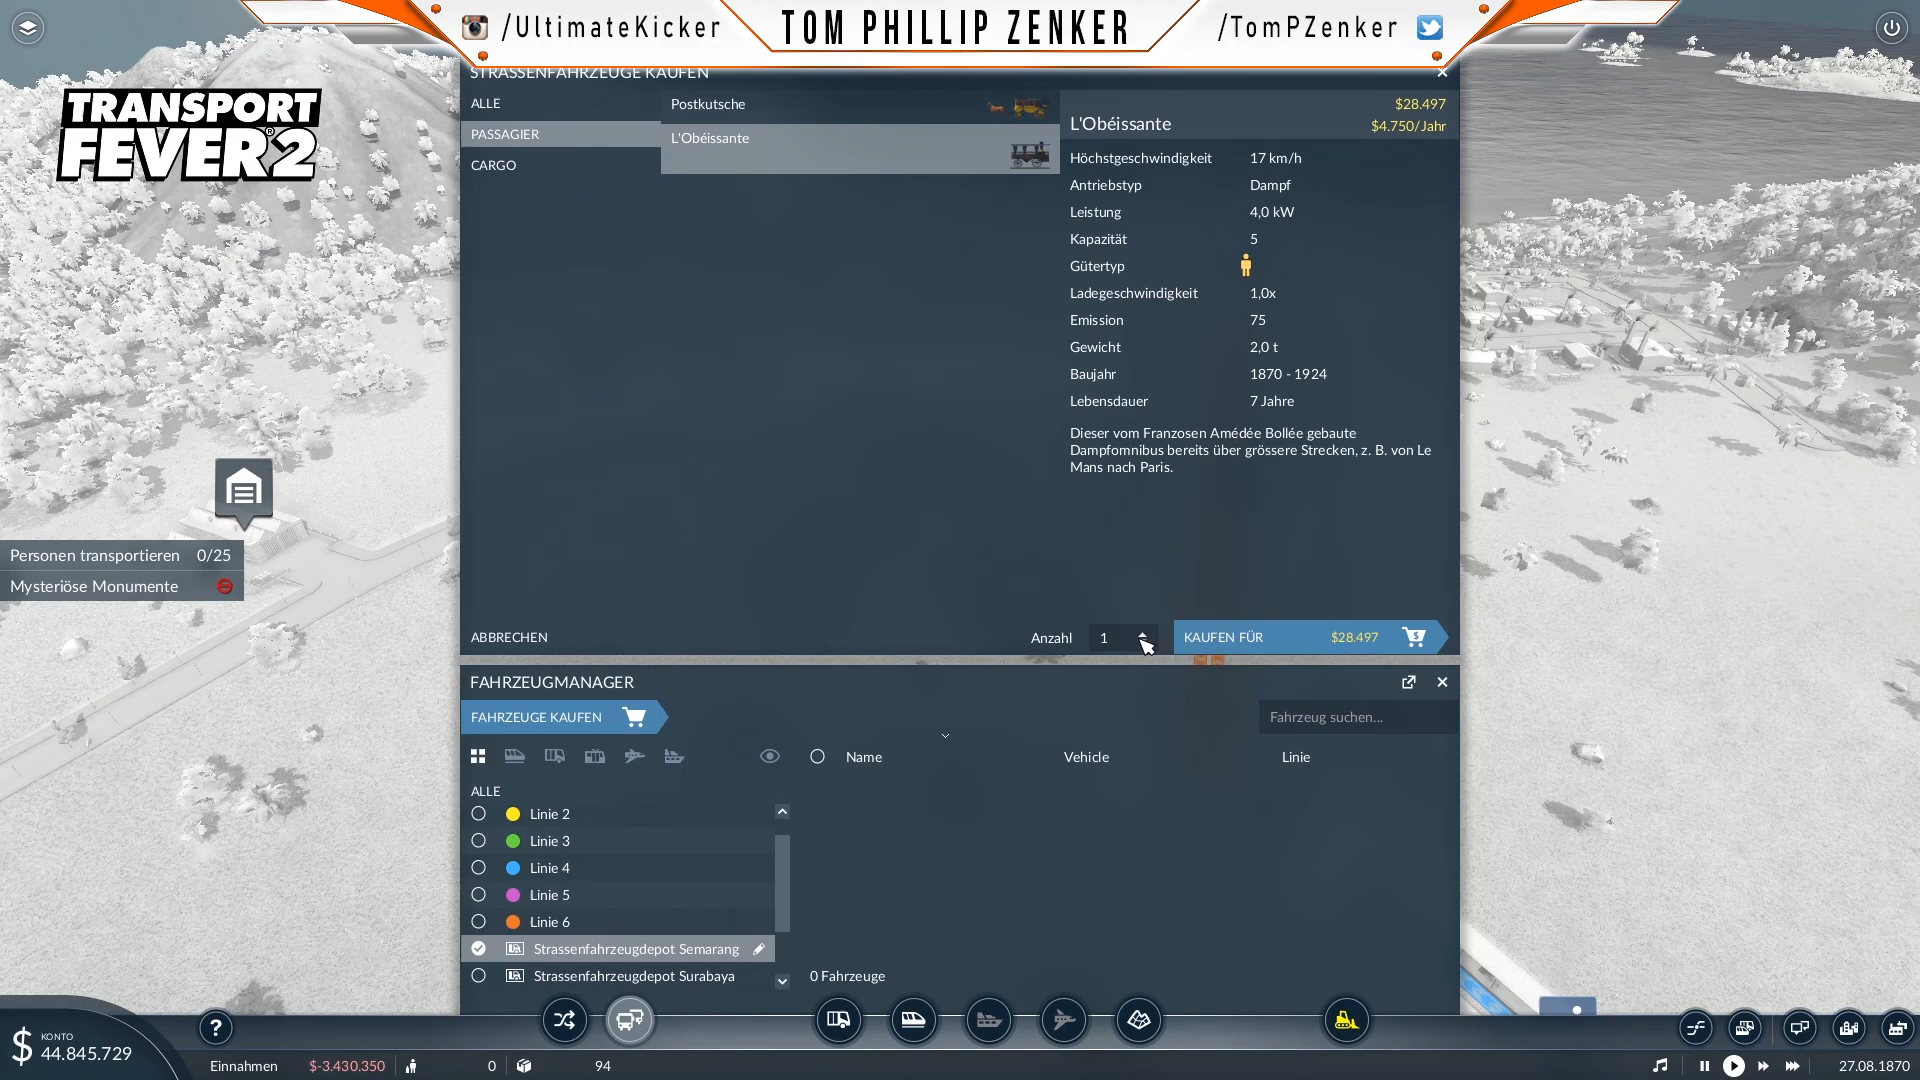 /UltimateKicker
TOM PHILLIP ZENKER
/TomPZenker
TRANSPORT
FEVER® 2
STRASSENFAHRZEUGE KAUFEN
ALLE
PASSAGIER
CARGO
Postkutsche
L'Obéissante
L'Obéissante
$28.497
$4.750/Jahr
Höchstgeschwindigkeit 17 km/h
Antriebstyp Dampf
Leistung 4,0 kW
Kapazität 5
Gütertyp
Ladegeschwindigkeit 1,0x
Emission 75
Gewicht 2,0 t
Baujahr 1870 - 1924
Lebensdauer 7 Jahre
Dieser vom Franzosen Amédée Bollée gebaute
Dampfomnibus bereits über grössere Strecken, z. B. von Le
Mans nach Paris.
Personen transportieren 0/25
Mysteriöse Monumente
ABBRECHEN
Anzahl 1
KAUFEN FÜR $28.497
FAHRZEUGMANAGER
FAHRZEUGE KAUFEN
Fahrzeug suchen...
Name Vehicle Linie
ALLE
Linie 2
Linie 3
Linie 4
Linie 5
Linie 6
Strassenfahrzeugdepot Semarang
Strassenfahrzeugdepot Surabaya
0 Fahrzeuge
KONTO
$ 44.845.729
?
Einnahmen $-3.430.350 0 94
27.08.1870